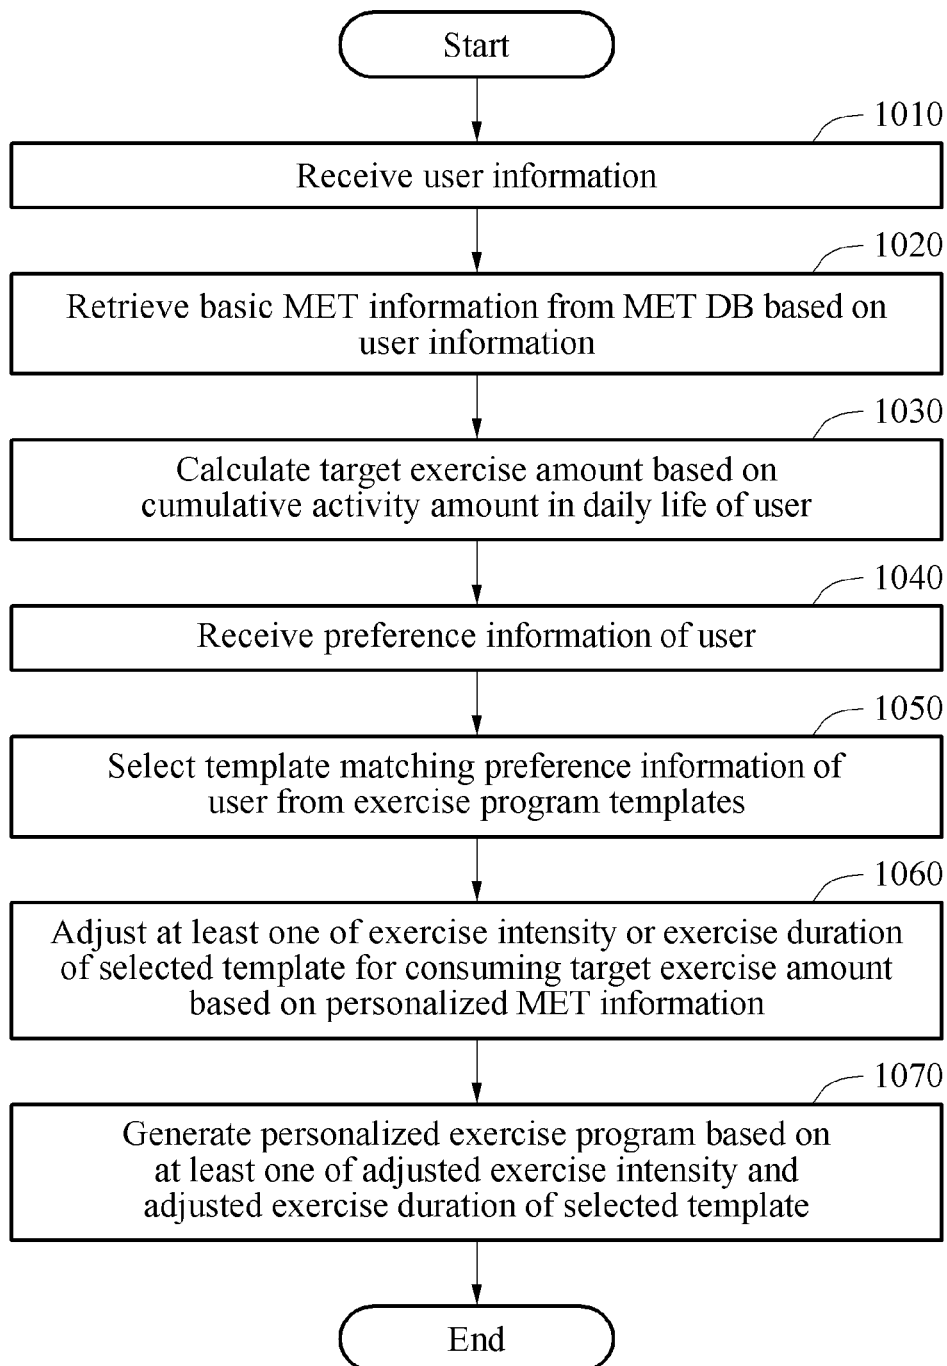 Start
1010
Receive user information
1020
Retrieve basic MET information from MET DB based on
user information
1030
Calculate target exercise amount based on
cumulative activity amount in daily life of user
1040
Receive preference information of user
1050
Select template matching preference information of
user from exercise program templates
1060
Adjust at least one of exercise intensity or exercise duration
of selected template for consuming target exercise amount
based on personalized MET information
1070
Generate personalized exercise program based on
at least one of adjusted exercise intensity and
adjusted exercise duration of selected template
End